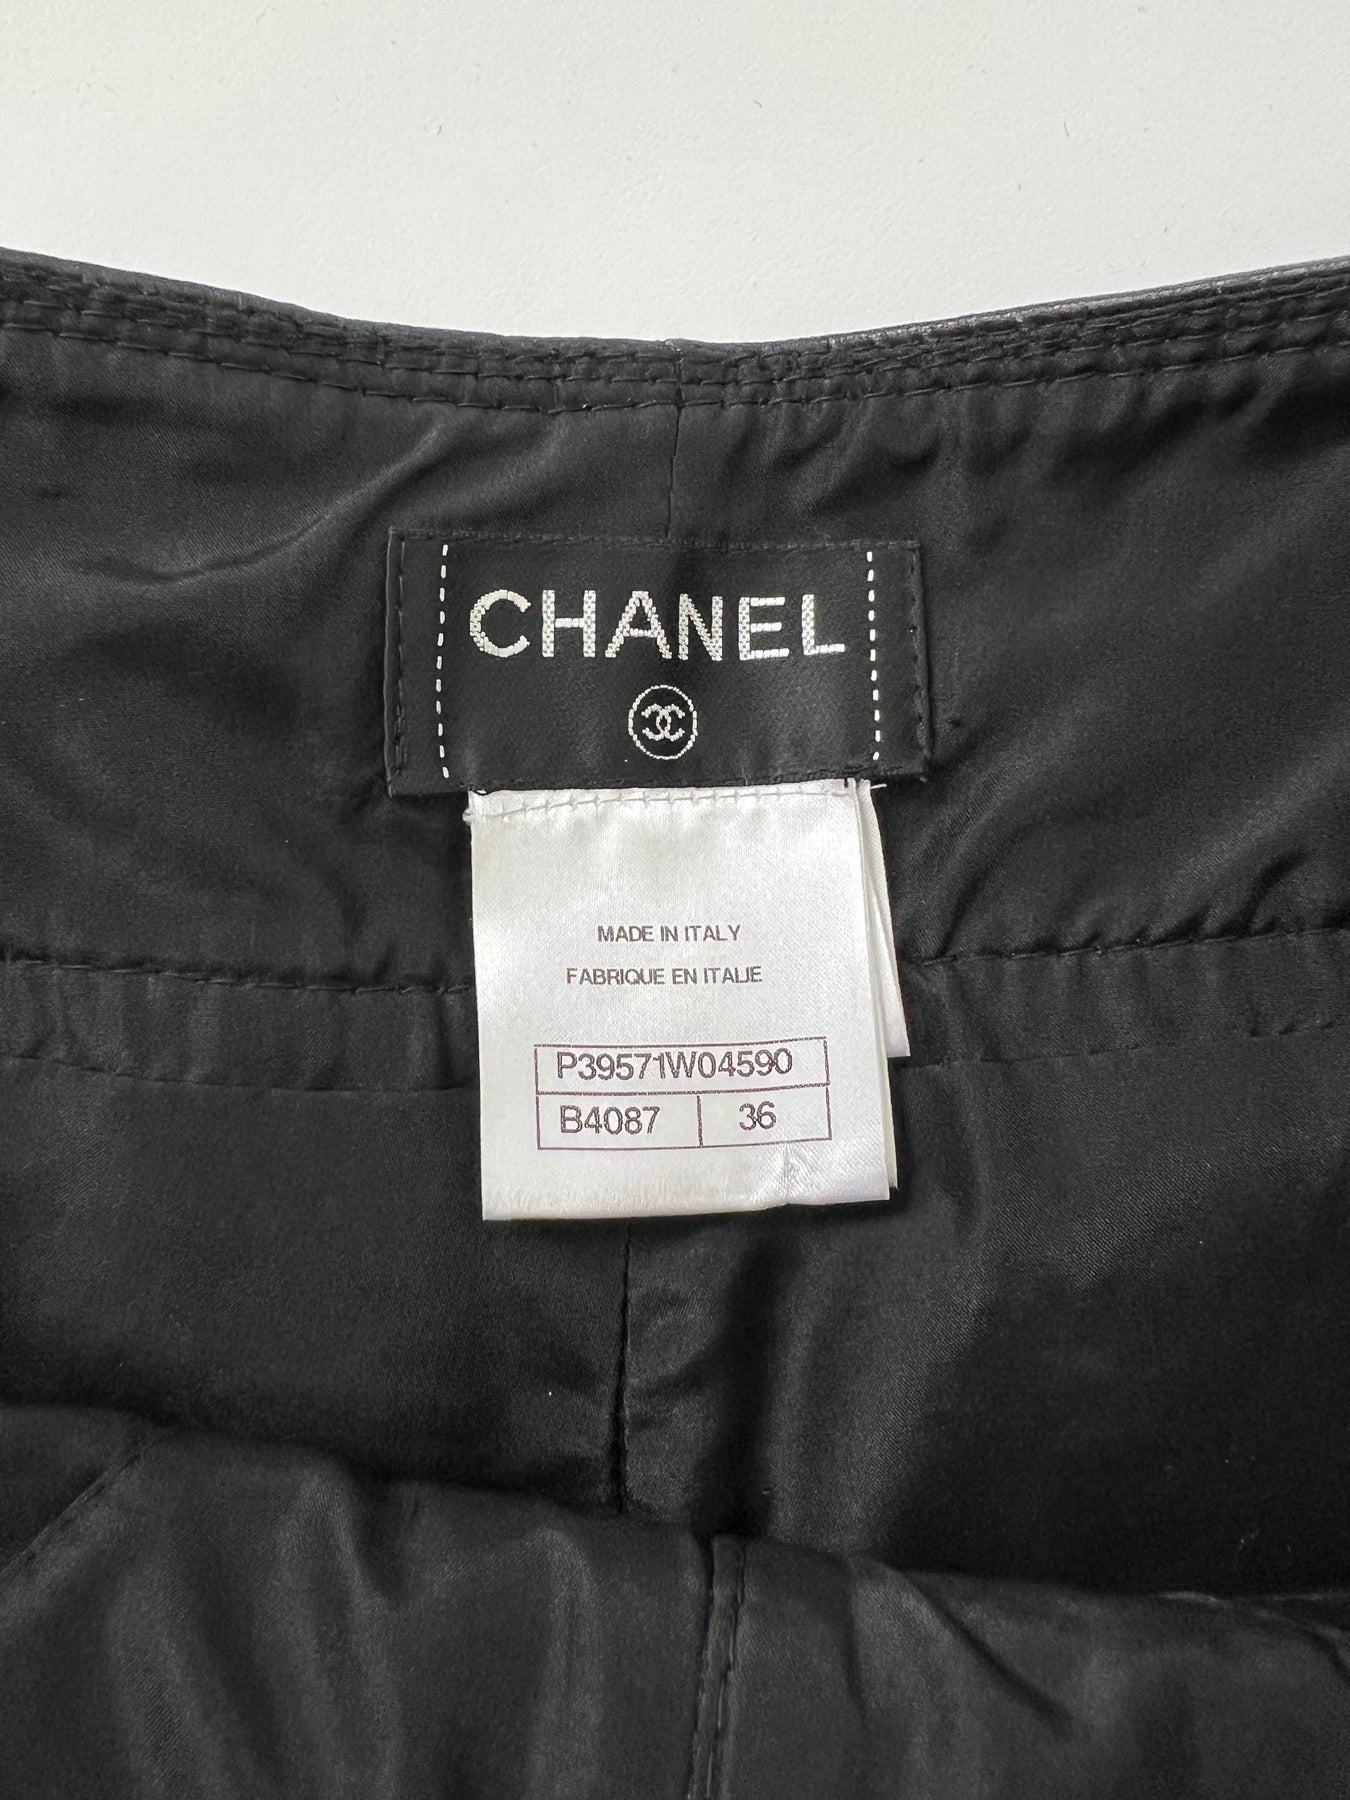 CHANEL
MADE IN ITALY
FABRIQUE EN ITALIE
P39571W04590
B4087 36